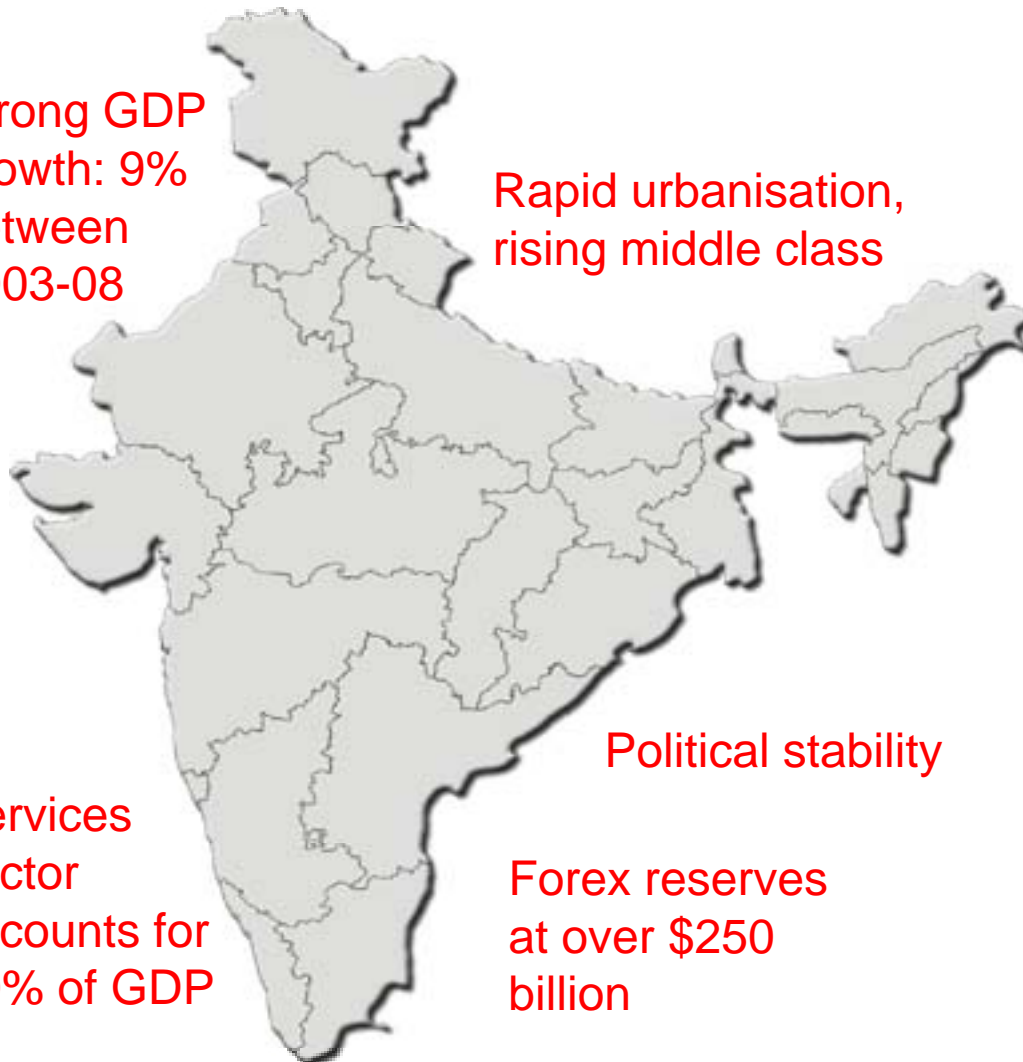 rong GDP
owth: 9%
tween
03-08
Rapid urbanisation,
rising middle class
Political stability
ervices
ctor
counts for
% of GDP
Forex reserves
at over $250
billion